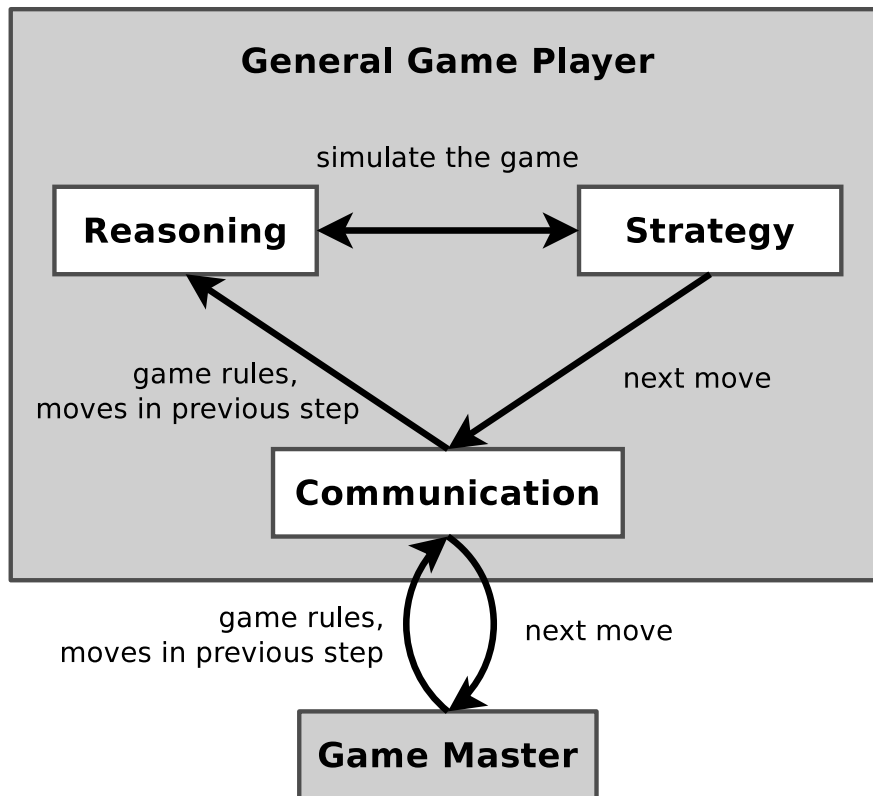 General Game Player
simulate the game
Reasoning
Strategy
game rules,
moves in previous step
next move
Communication
game rules,
moves in previous step
next move
Game Master